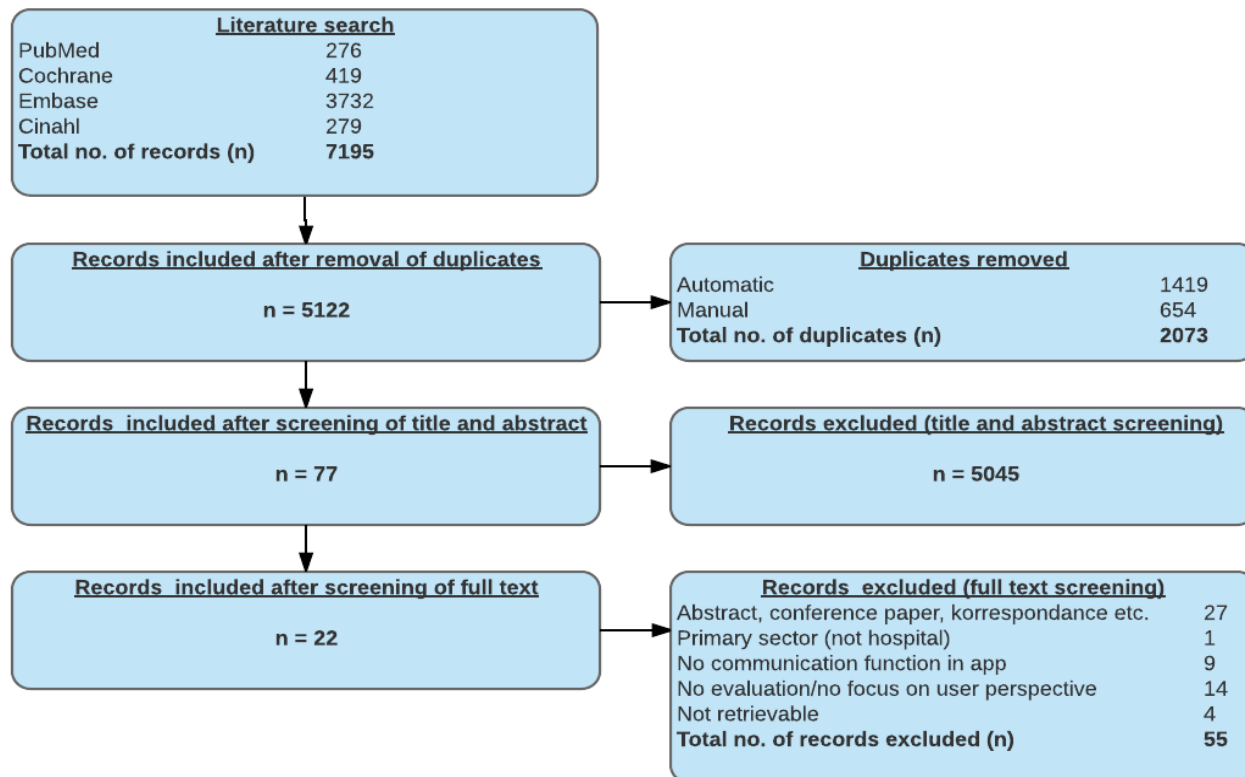 Literature search
PubMed 276
Cochrane 419
Embase 3732
Cinahl 279
Total no. of records (n) 7195
Records included after removal of duplicates
n = 5122
Duplicates removed
Automatic 1419
Manual 654
Total no. of duplicates (n) 2073
Records included after screening of title and abstract
n = 77
Records excluded (title and abstract screening)
n = 5045
Records included after screening of full text
n = 22
Records excluded (full text screening)
Abstract, conference paper, korrespondance etc. 27
Primary sector (not hospital) 1
No communication function in app 9
No evaluation/no focus on user perspective 14
Not retrievable 4
Total no. of records excluded (n) 55